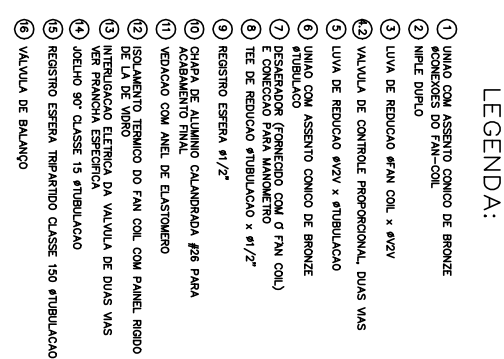 LEGENDA:
1 UNIAO COM ASSENTO CONICO DE BRONZE
øCONEXOES DO FAN-COIL
2 NIPLE DUPLO
3 LUVA DE REDUCAO øFAN COIL x øV2V
4.2 VALVULA DE CONTROLE PROPORCIONAL, DUAS VIAS
5 LUVA DE REDUCAO øV2V x øTUBULACAO
6 UNIAO COM ASSENTO CONICO DE BRONZE
øTUBULACO
7 DESAERADOR (FORNECIDO COM O FAN COIL)
E CONECCAO PARA MANOMETRO
8 TEE DE REDUCAO øTUBULACAO x ø1/2"
9 REGISTRO ESFERA ø1/2"
10 CHAPA DE ALUMINIO CALANDRADA #26 PARA
ACABAMENTO FINIAL
11 VEDACAO COM ANEL DE ELASTOMERO
12 ISOLAMENTO TERMICO DO FAN COIL COM PAINEL RIGIDO
DE LA DE VIDRO
13 INTERLIGACAO ELETRICA DA VALVULA DE DUAS VIAS
VER PRANCHA ESPECIFICA
14 JOELHO 90° CLASSE 15 øTUBULACAO
15 REGISTRO ESFERA TRIPARTIDO CLASSE 150 øTUBULACAO
16 VÁLVULA DE BALANÇO